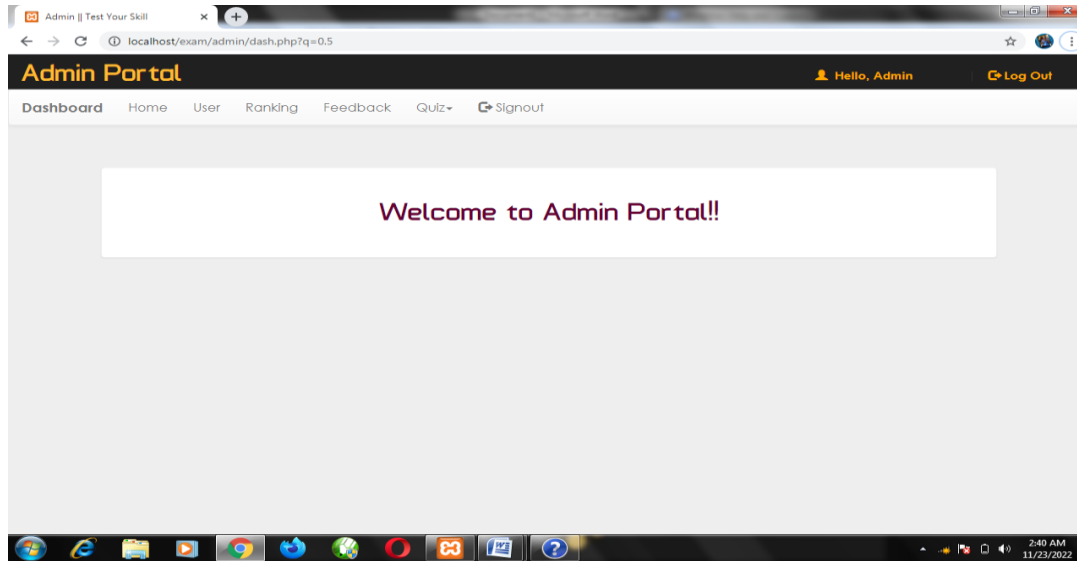 Admin || Test Your Skill
localhost/exam/admin/dash.php?q=0.5
Admin Portal
Hello, Admin
Log Out
Dashboard Home User Ranking Feedback Quiz Signout
Welcome to Admin Portal!!
2:40 AM
11/23/2022